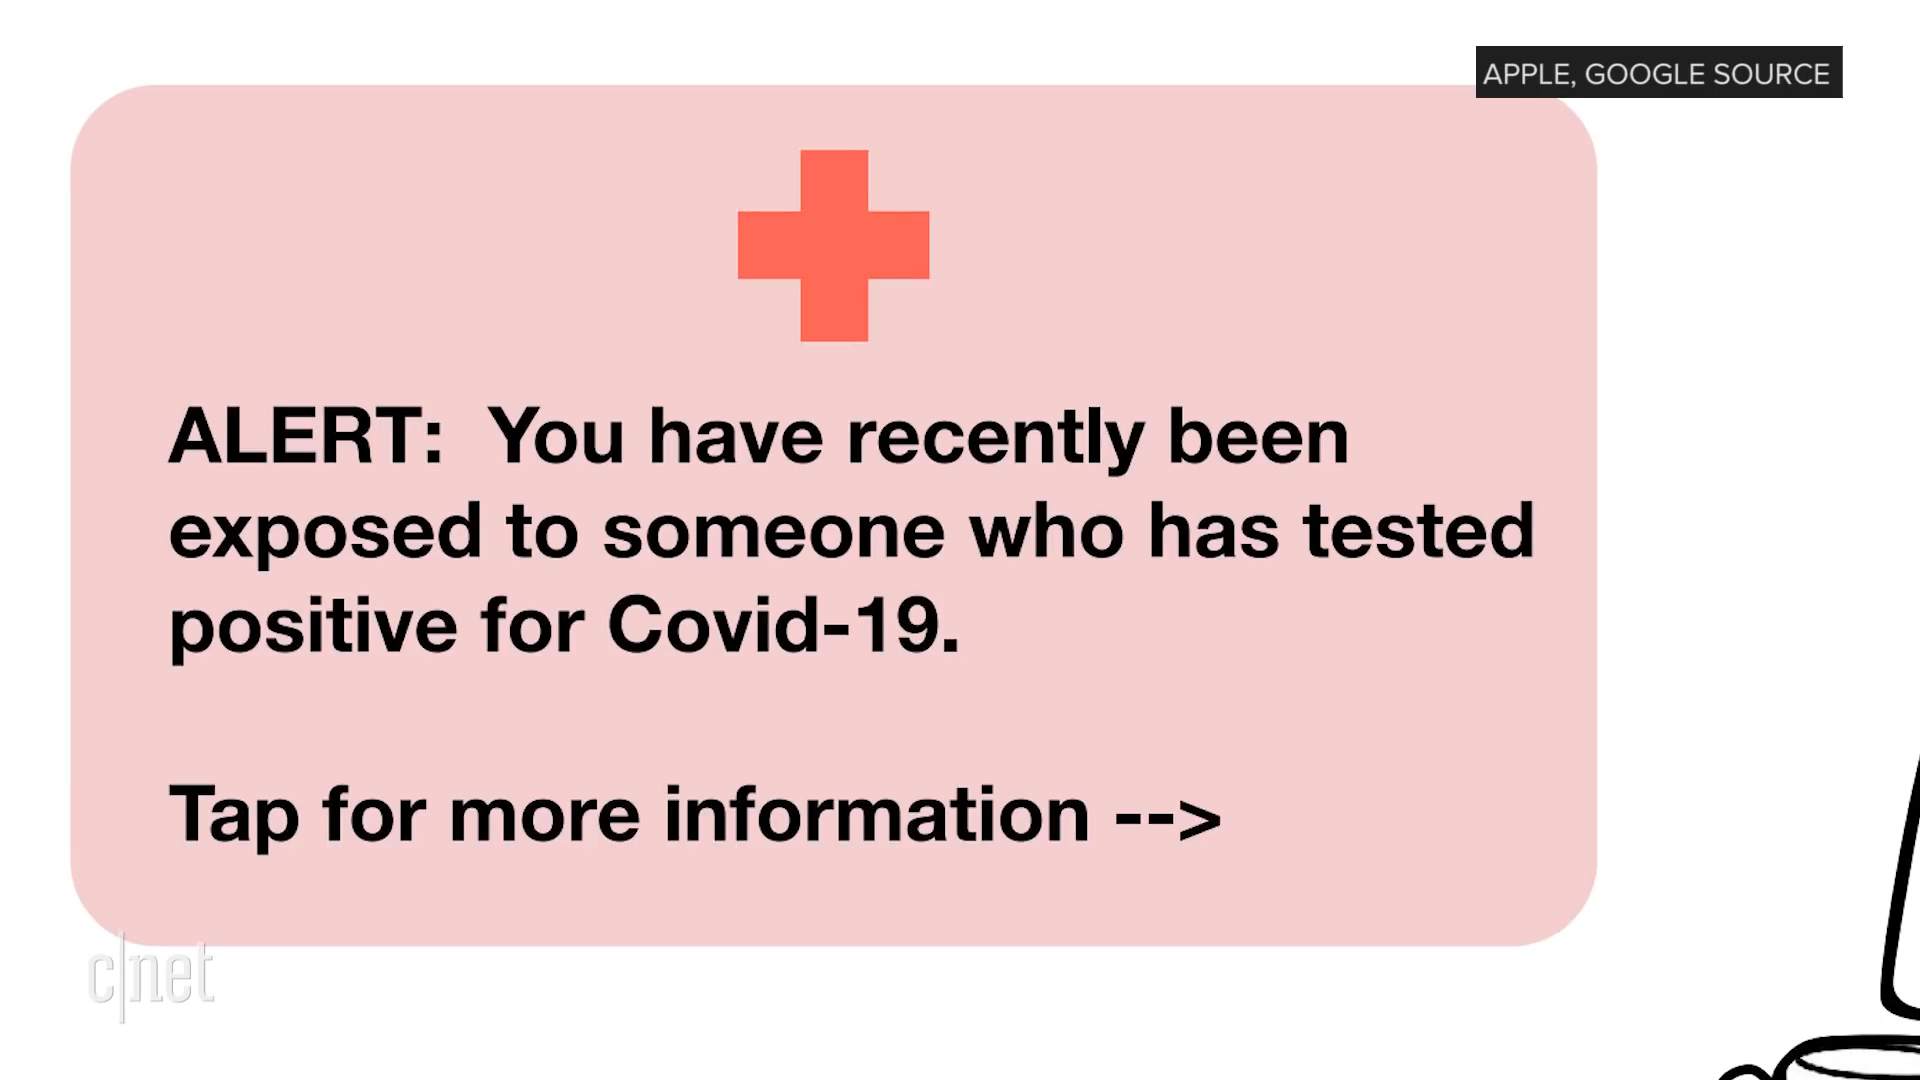 APPLE, GOOGLE SOURCE
ALERT:  You have recently been
exposed to someone who has tested
positive for Covid-19.
Tap for more information -->
c|net